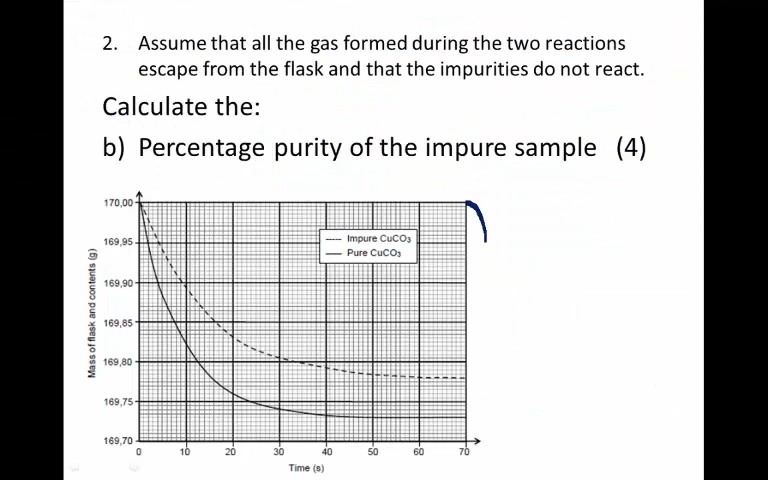 2. Assume that all the gas formed during the two reactions
escape from the flask and that the impurities do not react.
Calculate the:
b) Percentage purity of the impure sample (4)
170,00
169,95
169,90
169,85
169,80
169,75
169,70
Mass of flask and contents (g)
Impure CuCO₃
Pure CuCO₃
0 10 20 30 40 50 60 70
Time (s)